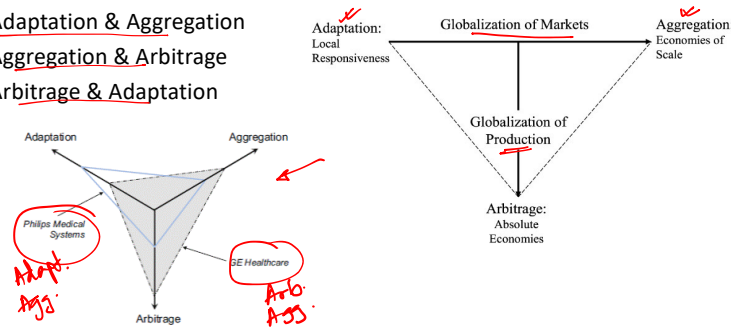 Adaptation & Aggregation
Aggregation & Arbitrage
Arbitrage & Adaptation
Adaptation:
Local
Responsiveness
Globalization of Markets
Aggregation
Economies of
Scale
Globalization of
Production
Arbitrage:
Absolute
Economies
Adaptation
Aggregation
Philips Medical
Systems
GE Healthcare
Arbitrage
Adapt.
Agg.
Arb.
Agg.